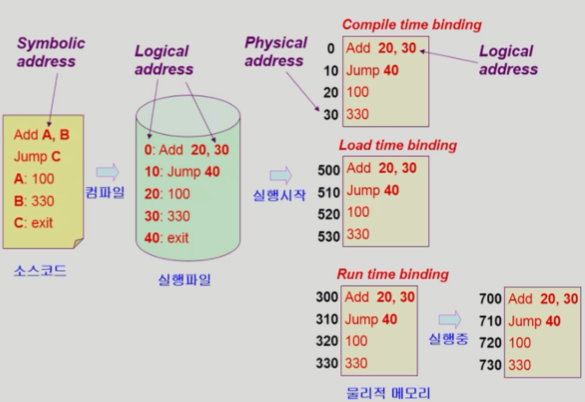 Symbolic
address
Add A, B
Jump C
A: 100
B: 330
C: exit
소스코드
컴파일
Logical
address
0: Add 20, 30
10: Jump 40
20: 100
30: 330
40: exit
실행파일
실행시작
Physical
address
Compile time binding
0 Add 20, 30
10 Jump 40
20 100
30 330
Logical
address
Load time binding
500 Add 20, 30
510 Jump 40
520 100
530 330
Run time binding
300 Add 20, 30
310 Jump 40
320 100
330 330
실행중
700 Add 20, 30
710 Jump 40
720 100
730 330
물리적 메모리